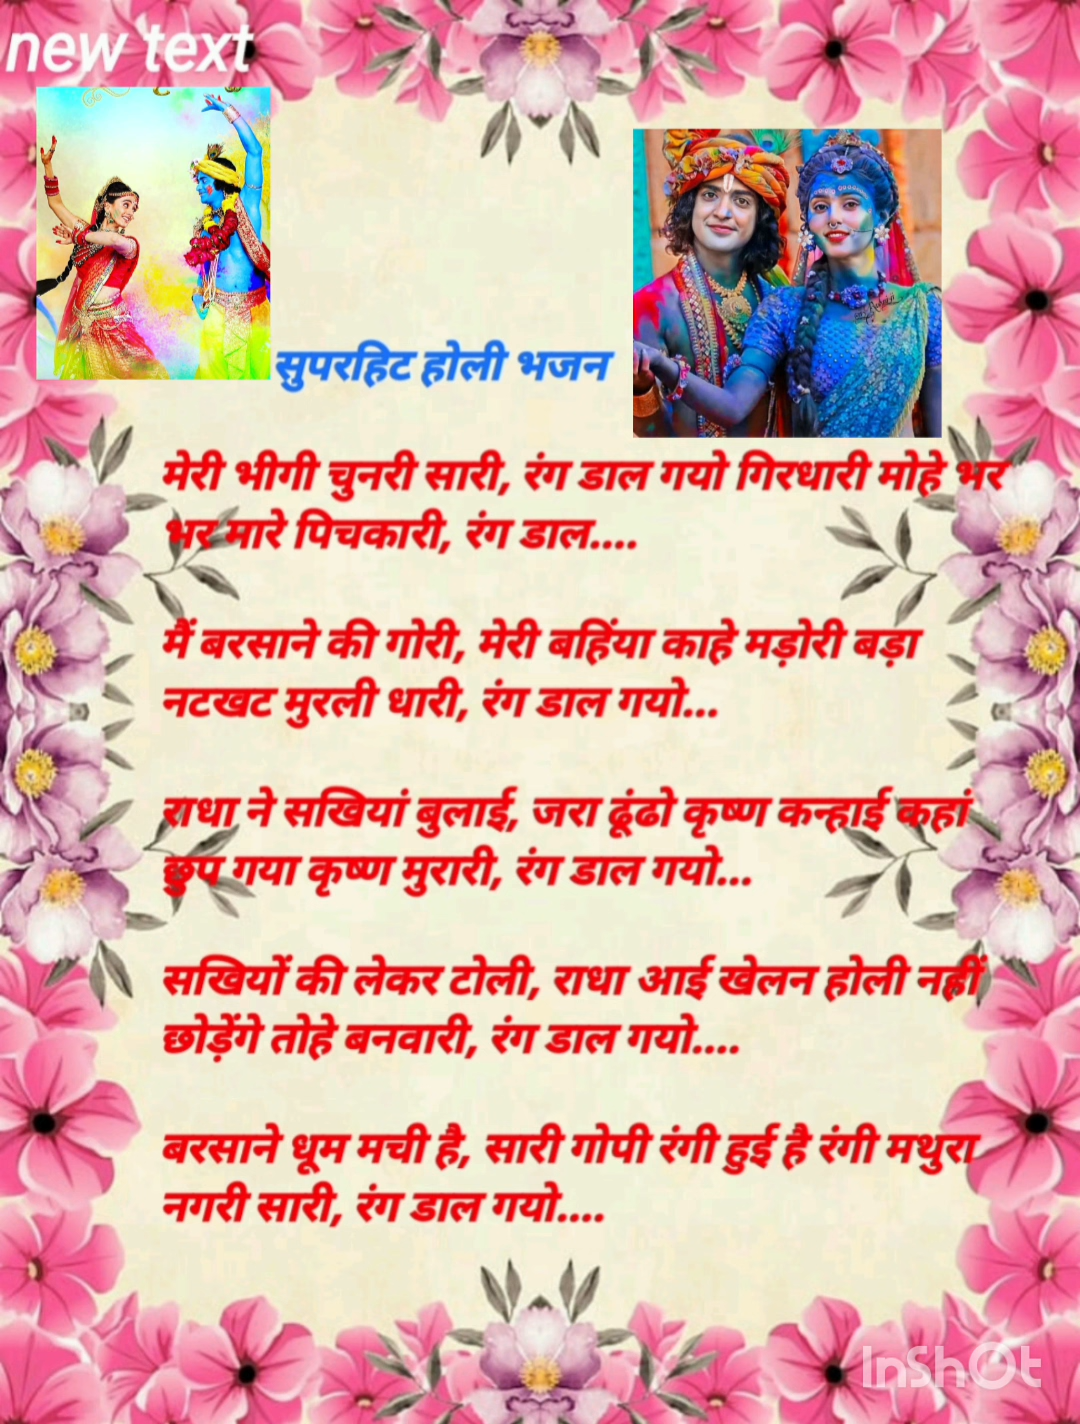 new text
सुपरहिट होली भजन
मेरी भीगी चुनरी सारी, रंग डाल गयो गिरधारी मोहे भर
भर मारे पिचकारी, रंग डाल....
मैं बरसाने की गोरी, मेरी बहिंया काहे मड़ोरी बड़ा
नटखट मुरली धारी, रंग डाल गयो...
राधा ने सखियां बुलाई, जरा ढूंढो कृष्ण कन्हाई कहां
छुप गया कृष्ण मुरारी, रंग डाल गयो...
सखियों की लेकर टोली, राधा आई खेलन होली नहीं
छोड़ेंगे तोहे बनवारी, रंग डाल गयो....
बरसाने धूम मची है, सारी गोपी रंगी हुई है रंगी मथुरा
नगरी सारी, रंग डाल गयो....
InShOt